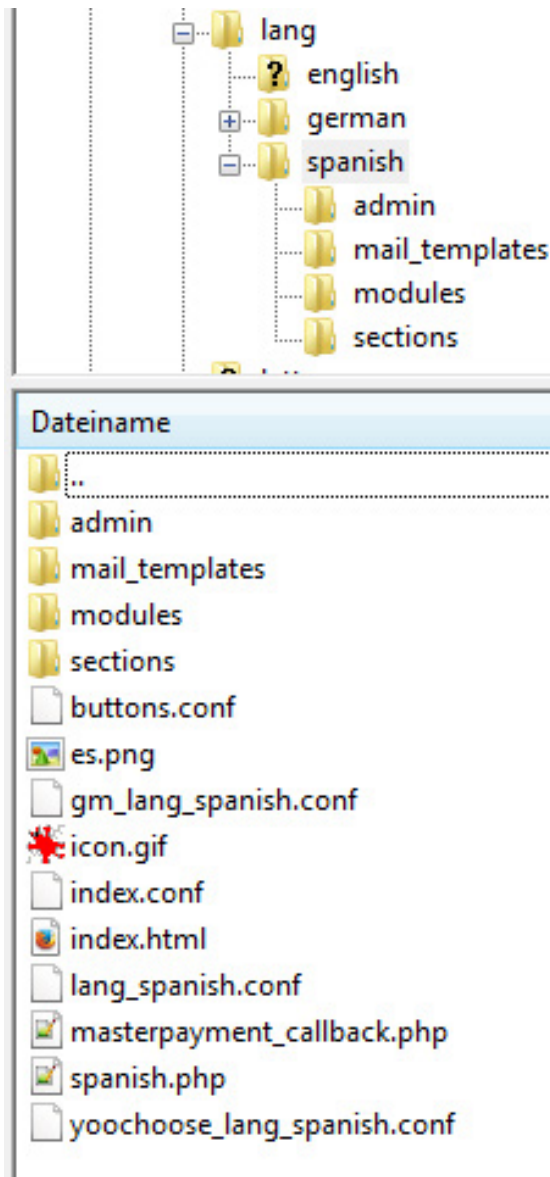 lang
english
german
spanish
admin
mail_templates
modules
sections
Dateiname
..
admin
mail_templates
modules
sections
buttons.conf
es.png
gm_lang_spanish.conf
icon.gif
index.conf
index.html
lang_spanish.conf
masterpayment_callback.php
spanish.php
yoochoose_lang_spanish.conf